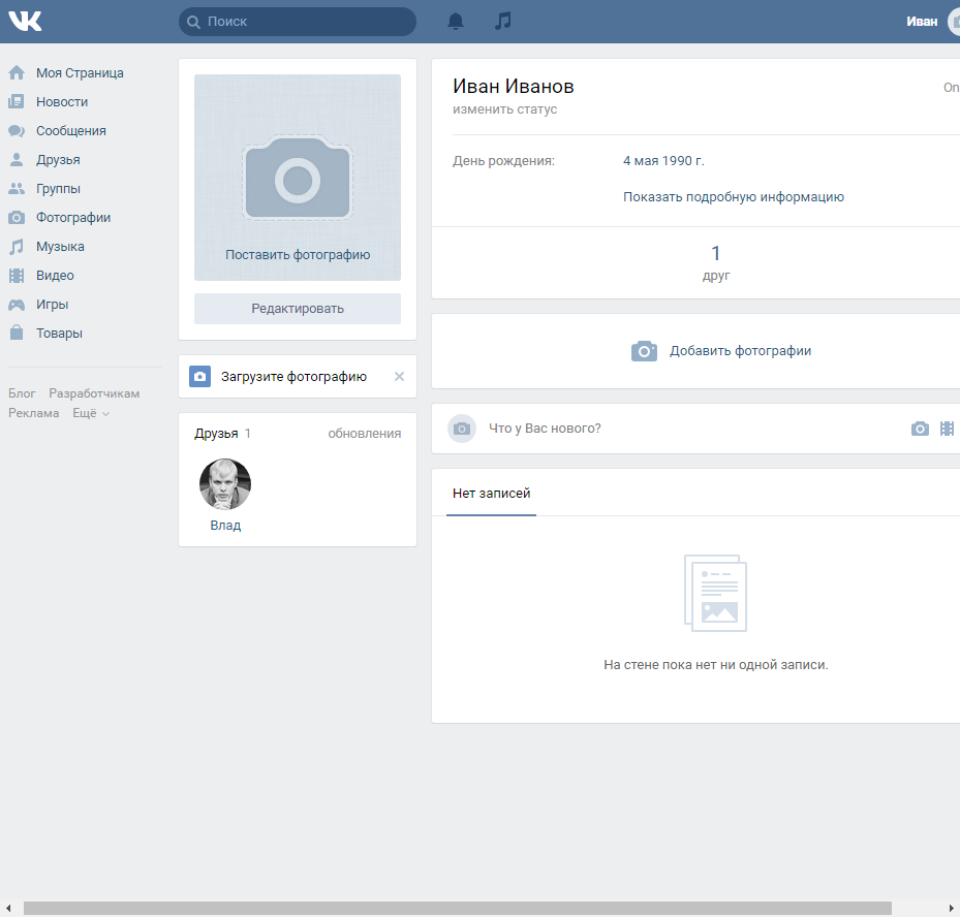 VK
Поиск
Иван
Моя Страница
Новости
Сообщения
Друзья
Группы
Фотографии
Музыка
Видео
Игры
Товары
Блог Разработчикам
Реклама Ещё
Поставить фотографию
Редактировать
Загрузите фотографию
Друзья 1 обновления
Влад
Иван Иванов
On
изменить статус
День рождения: 4 мая 1990 г.
Показать подробную информацию
1
друг
Добавить фотографии
Что у Вас нового?
Нет записей
На стене пока нет ни одной записи.